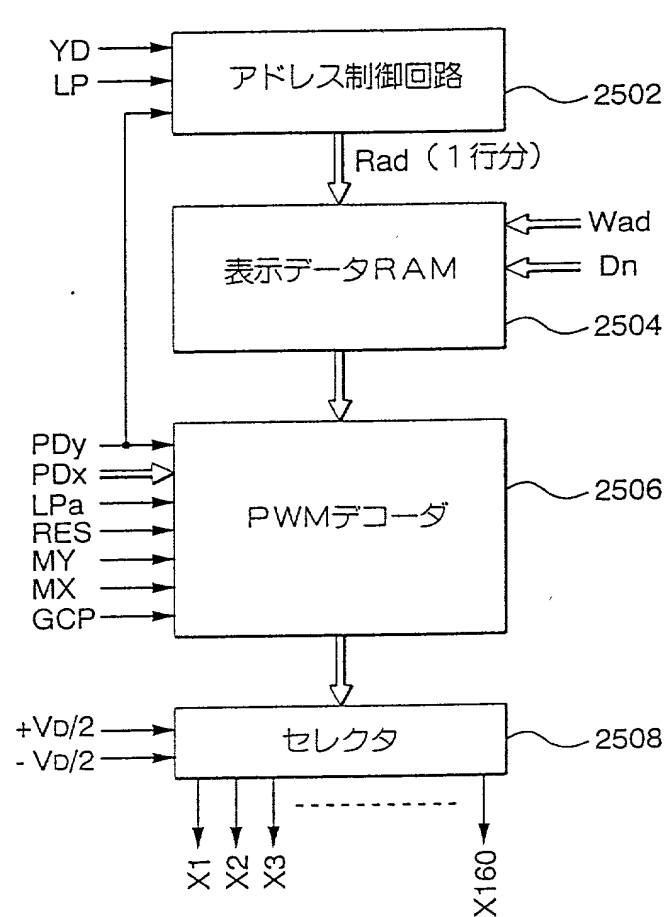 YD
LP
アドレス制御回路
2502
Rad（1行分）
Wad
表示データRAM
Dn
2504
PDy
PDx
LPa
RES
MY
MX
GCP
PWMデコーダ
2506
+VD/2
- VD/2
セレクタ
2508
X1
X2
X3
X160